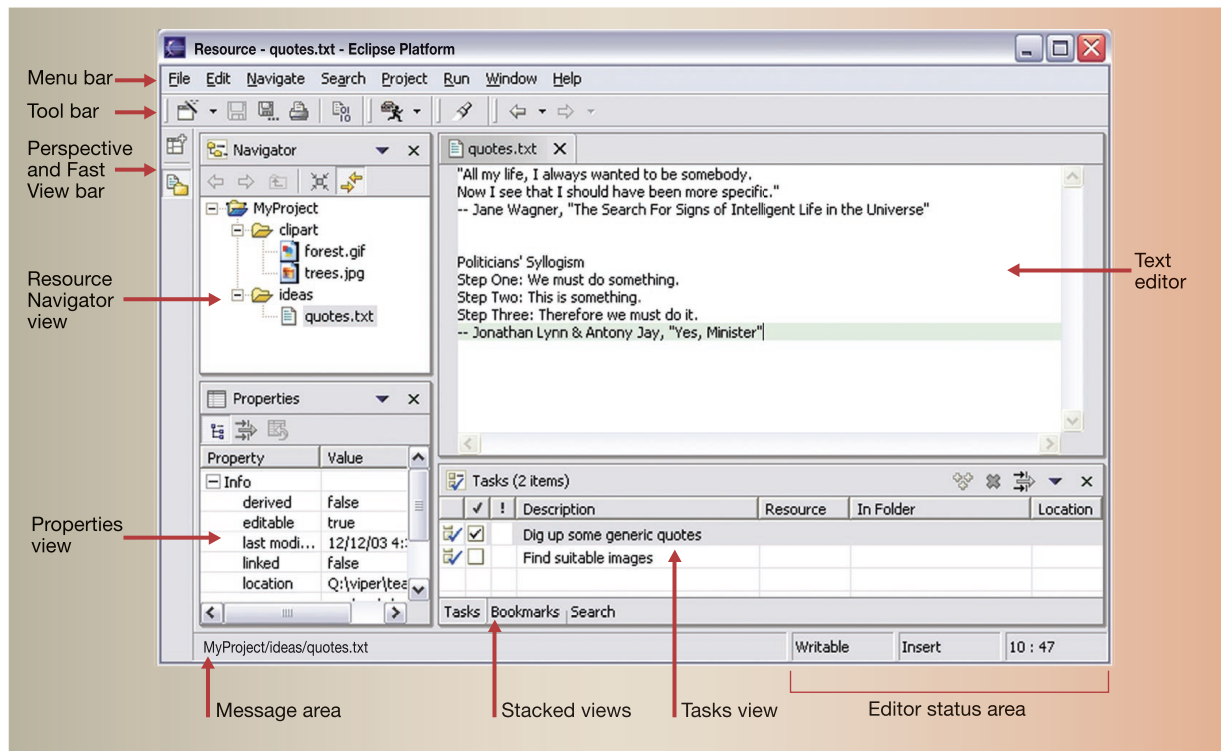 Resource - quotes.txt - Eclipse Platform
Menu bar
File Edit Navigate Search Project Run Window Help
Tool bar
Perspective
and Fast
View bar
Navigator
quotes.txt
"All my life, I always wanted to be somebody.
Now I see that I should have been more specific."
-- Jane Wagner, "The Search For Signs of Intelligent Life in the Universe"
Politicians' Syllogism
Step One: We must do something.
Step Two: This is something.
Step Three: Therefore we must do it.
-- Jonathan Lynn & Antony Jay, "Yes, Minister"
Text
editor
MyProject
clipart
forest.gif
trees.jpg
ideas
quotes.txt
Resource
Navigator
view
Properties
Property Value
Info
derived false
editable true
last modi... 12/12/03 4:
linked false
location Q:\viper\tea
Properties
view
Tasks (2 items)
! Description Resource In Folder Location
Dig up some generic quotes
Find suitable images
Tasks Bookmarks Search
MyProject/ideas/quotes.txt Writable Insert 10 : 47
Message area Stacked views Tasks view Editor status area